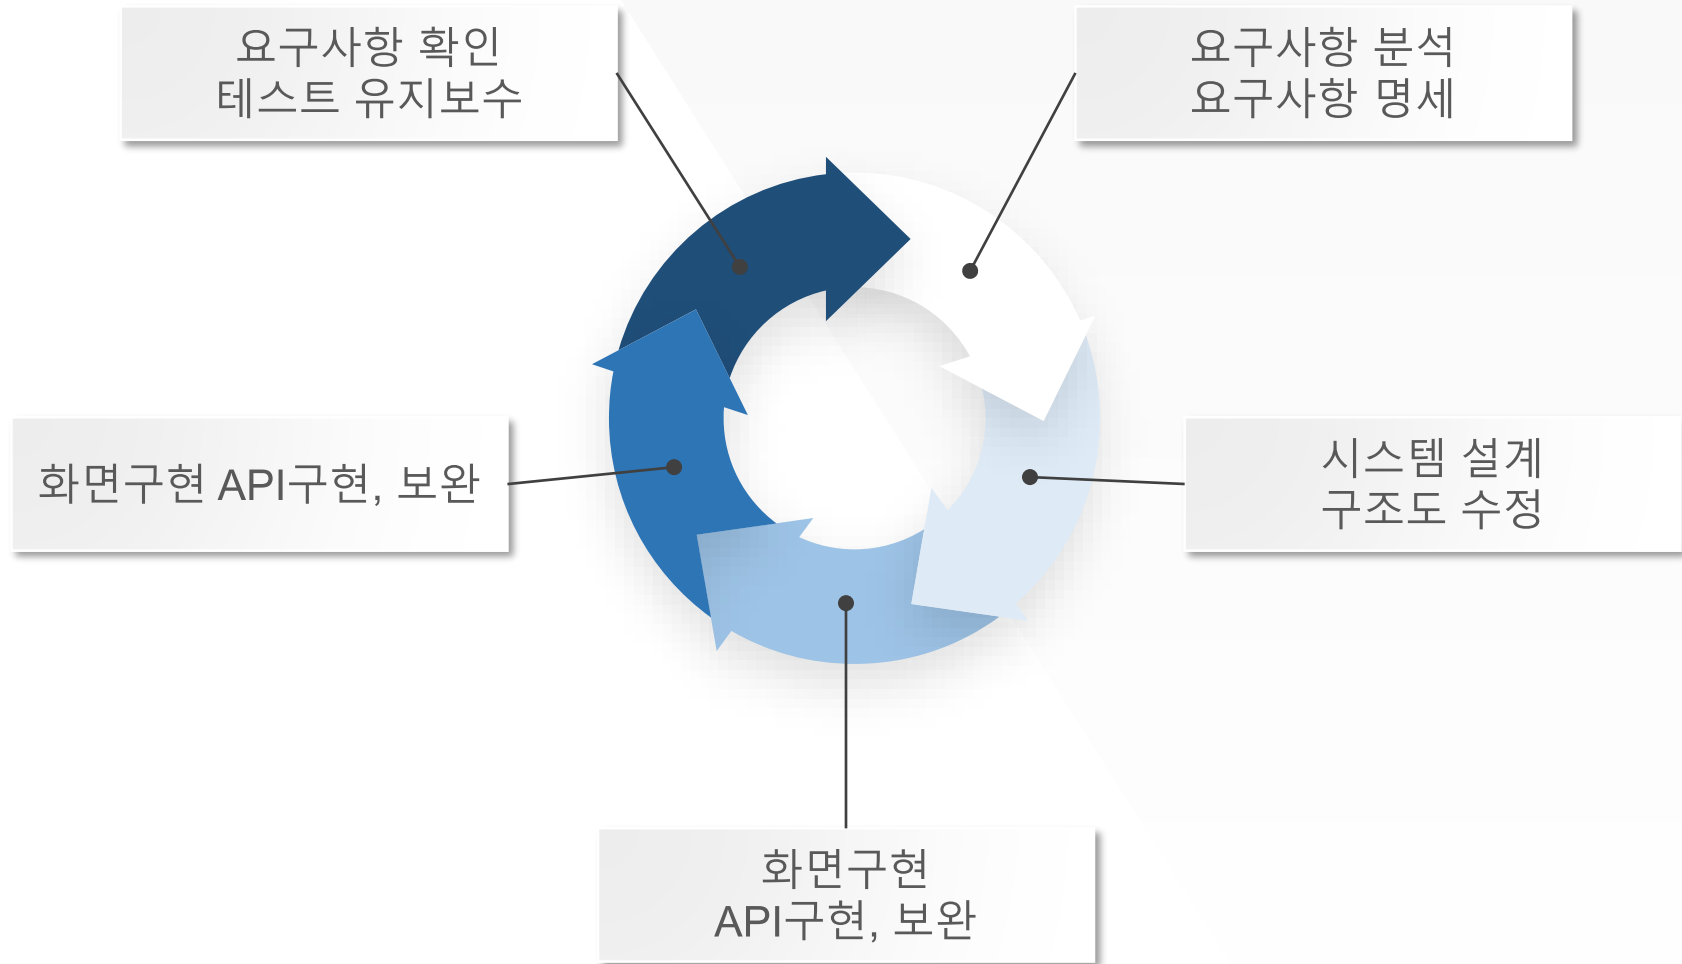 요구사항 확인
테스트 유지보수
요구사항 분석
요구사항 명세
화면구현 API구현, 보완
시스템 설계
구조도 수정
화면구현
API구현, 보완